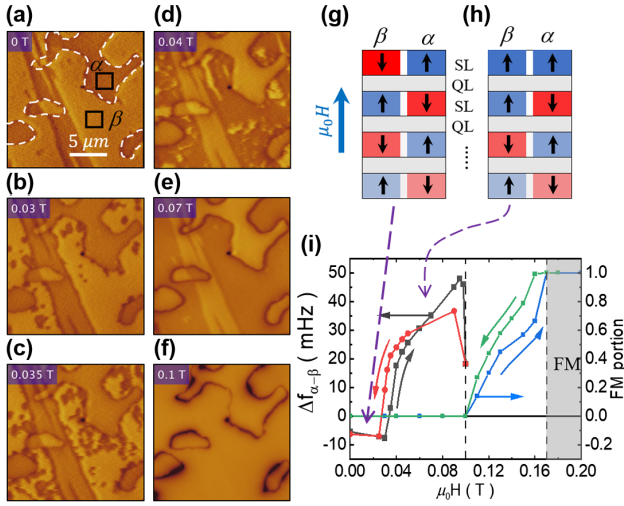 (a)
0 T
α
β
5 μm
(b)
0.03 T
(c)
0.035 T
(d)
0.04 T
(e)
0.07 T
(f)
0.1 T
(g)
β α
μ₀H
SL
QL
SL
QL
......
(h)
β α
(i)
50
40
30
20
10
0
-10
Δfα−β ( mHz )
0.00 0.04 0.08 0.12 0.16 0.20
μ₀H ( T )
1.0
0.8
0.6
0.4
0.2
0.0
-0.2
FM portion
FM